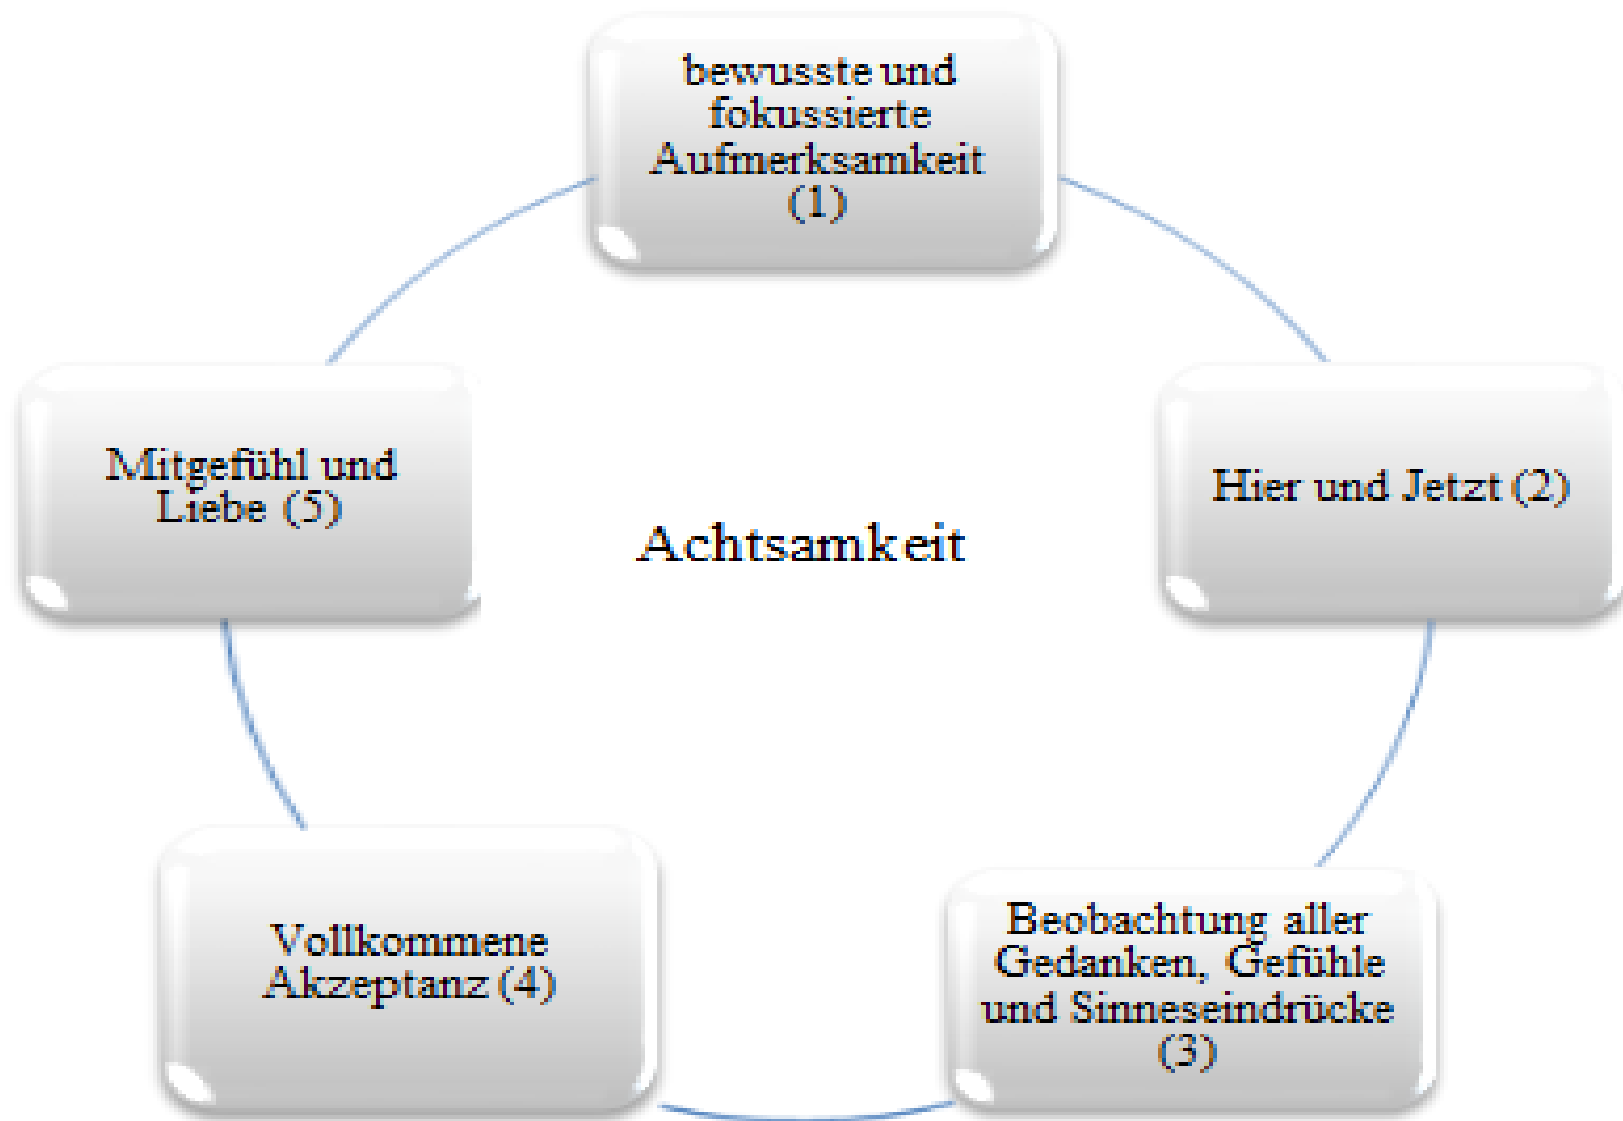 bewusste und
fokussierte
Aufmerksamkeit
(1)
Hier und Jetzt (2)
Beobachtung aller
Gedanken, Gefühle
und Sinneseindrücke
(3)
Vollkommene
Akzeptanz (4)
Mitgefühl und
Liebe (5)
Achtsamkeit